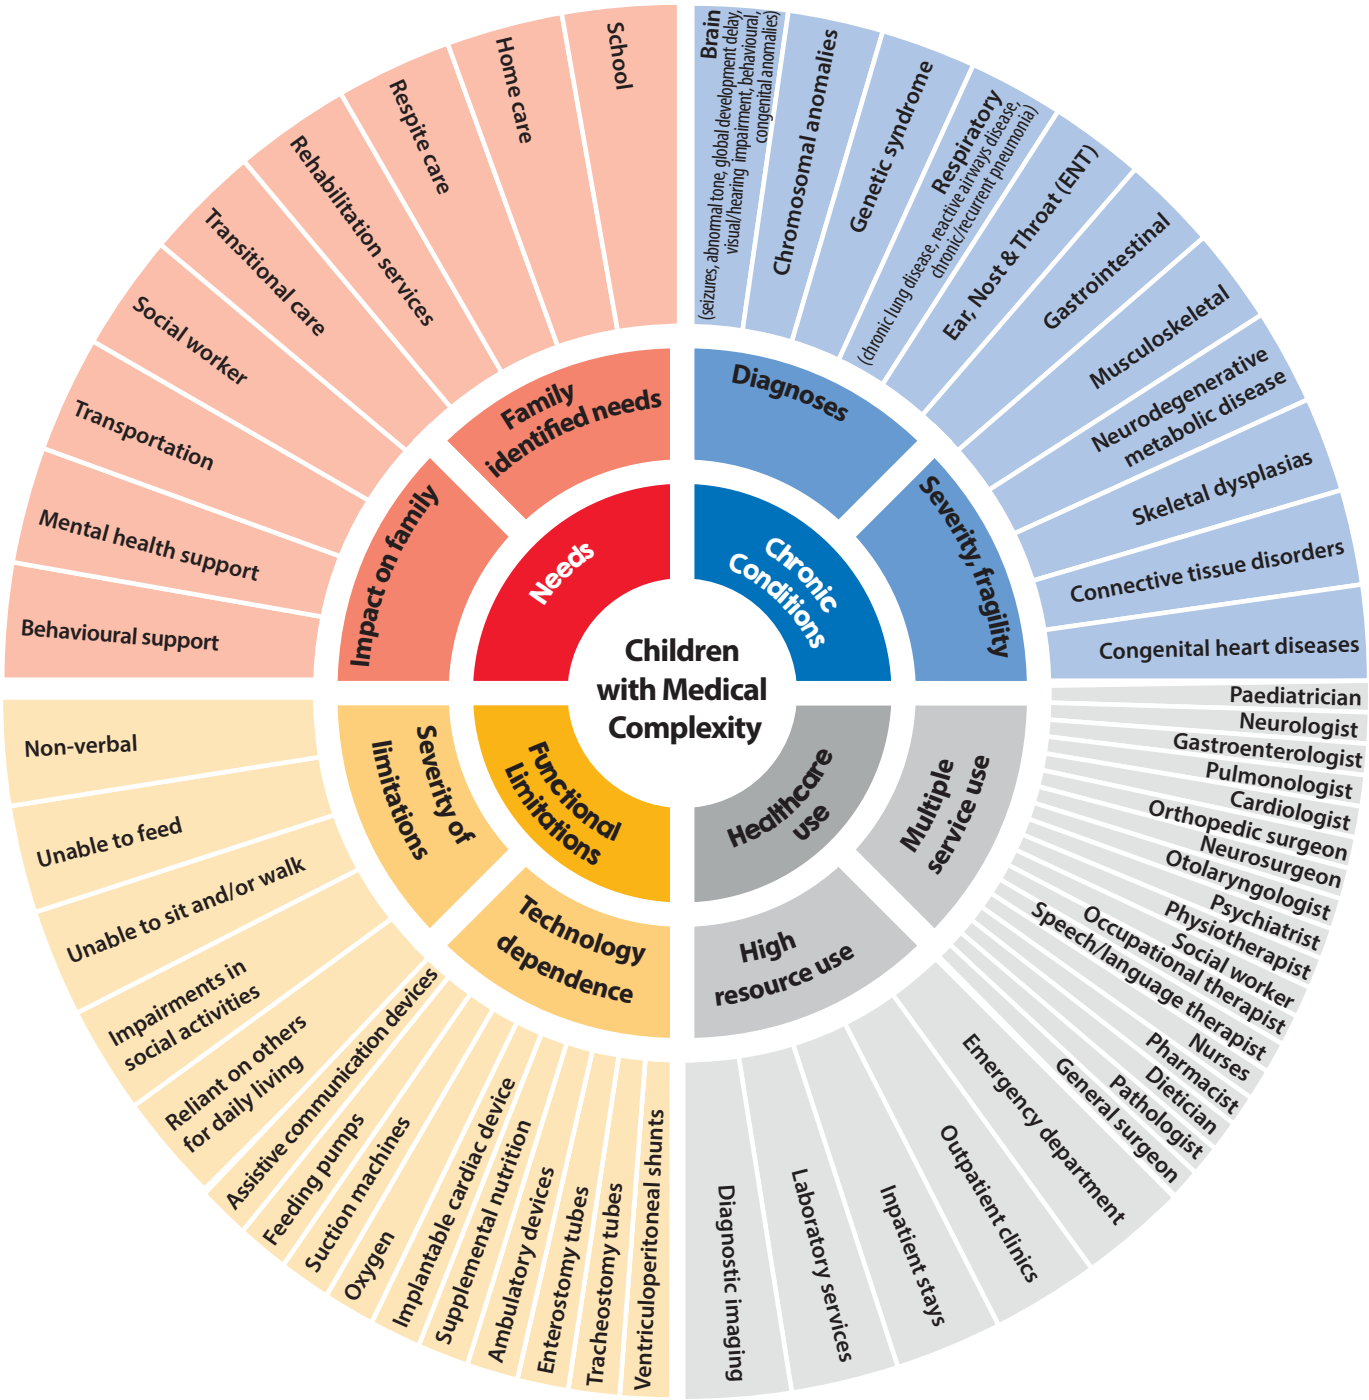 Children
with Medical
Complexity
Chronic
Conditions
Diagnoses
Severity, fragility
Brain
(seizures, abnormal tone, global development delay,
visual/hearing impairment, behavioural,
congenital anomalies)
Chromosomal anomalies
Genetic syndrome
Respiratory
(chronic lung disease, reactive airways disease,
chronic/recurrent pneumonia)
Ear, Nost & Throat (ENT)
Gastrointestinal
Musculoskeletal
Neurodegenerative
metabolic disease
Skeletal dysplasias
Connective tissue disorders
Congenital heart diseases
Healthcare
use
Multiple
service use
High
resource use
Paediatrician
Neurologist
Gastroenterologist
Pulmonologist
Cardiologist
Orthopedic surgeon
Neurosurgeon
Otolaryngologist
Psychiatrist
Physiotherapist
Social worker
Occupational therapist
Speech/language therapist
Nurses
Pharmacist
Dietician
Pathologist
General surgeon
Emergency department
Outpatient clinics
Inpatient stays
Laboratory services
Diagnostic imaging
Functional
Limitations
Technology
dependence
Severity of
limitations
Ventriculoperitoneal shunts
Tracheostomy tubes
Enterostomy tubes
Ambulatory devices
Supplemental nutrition
Implantable cardiac device
Oxygen
Suction machines
Feeding pumps
Assistive communication devices
Reliant on others
for daily living
Impairments in
social activities
Unable to sit and/or walk
Unable to feed
Non-verbal
Needs
Impact on family
Family
identified needs
Behavioural support
Mental health support
Transportation
Social worker
Transitional care
Rehabilitation services
Respite care
Home care
School